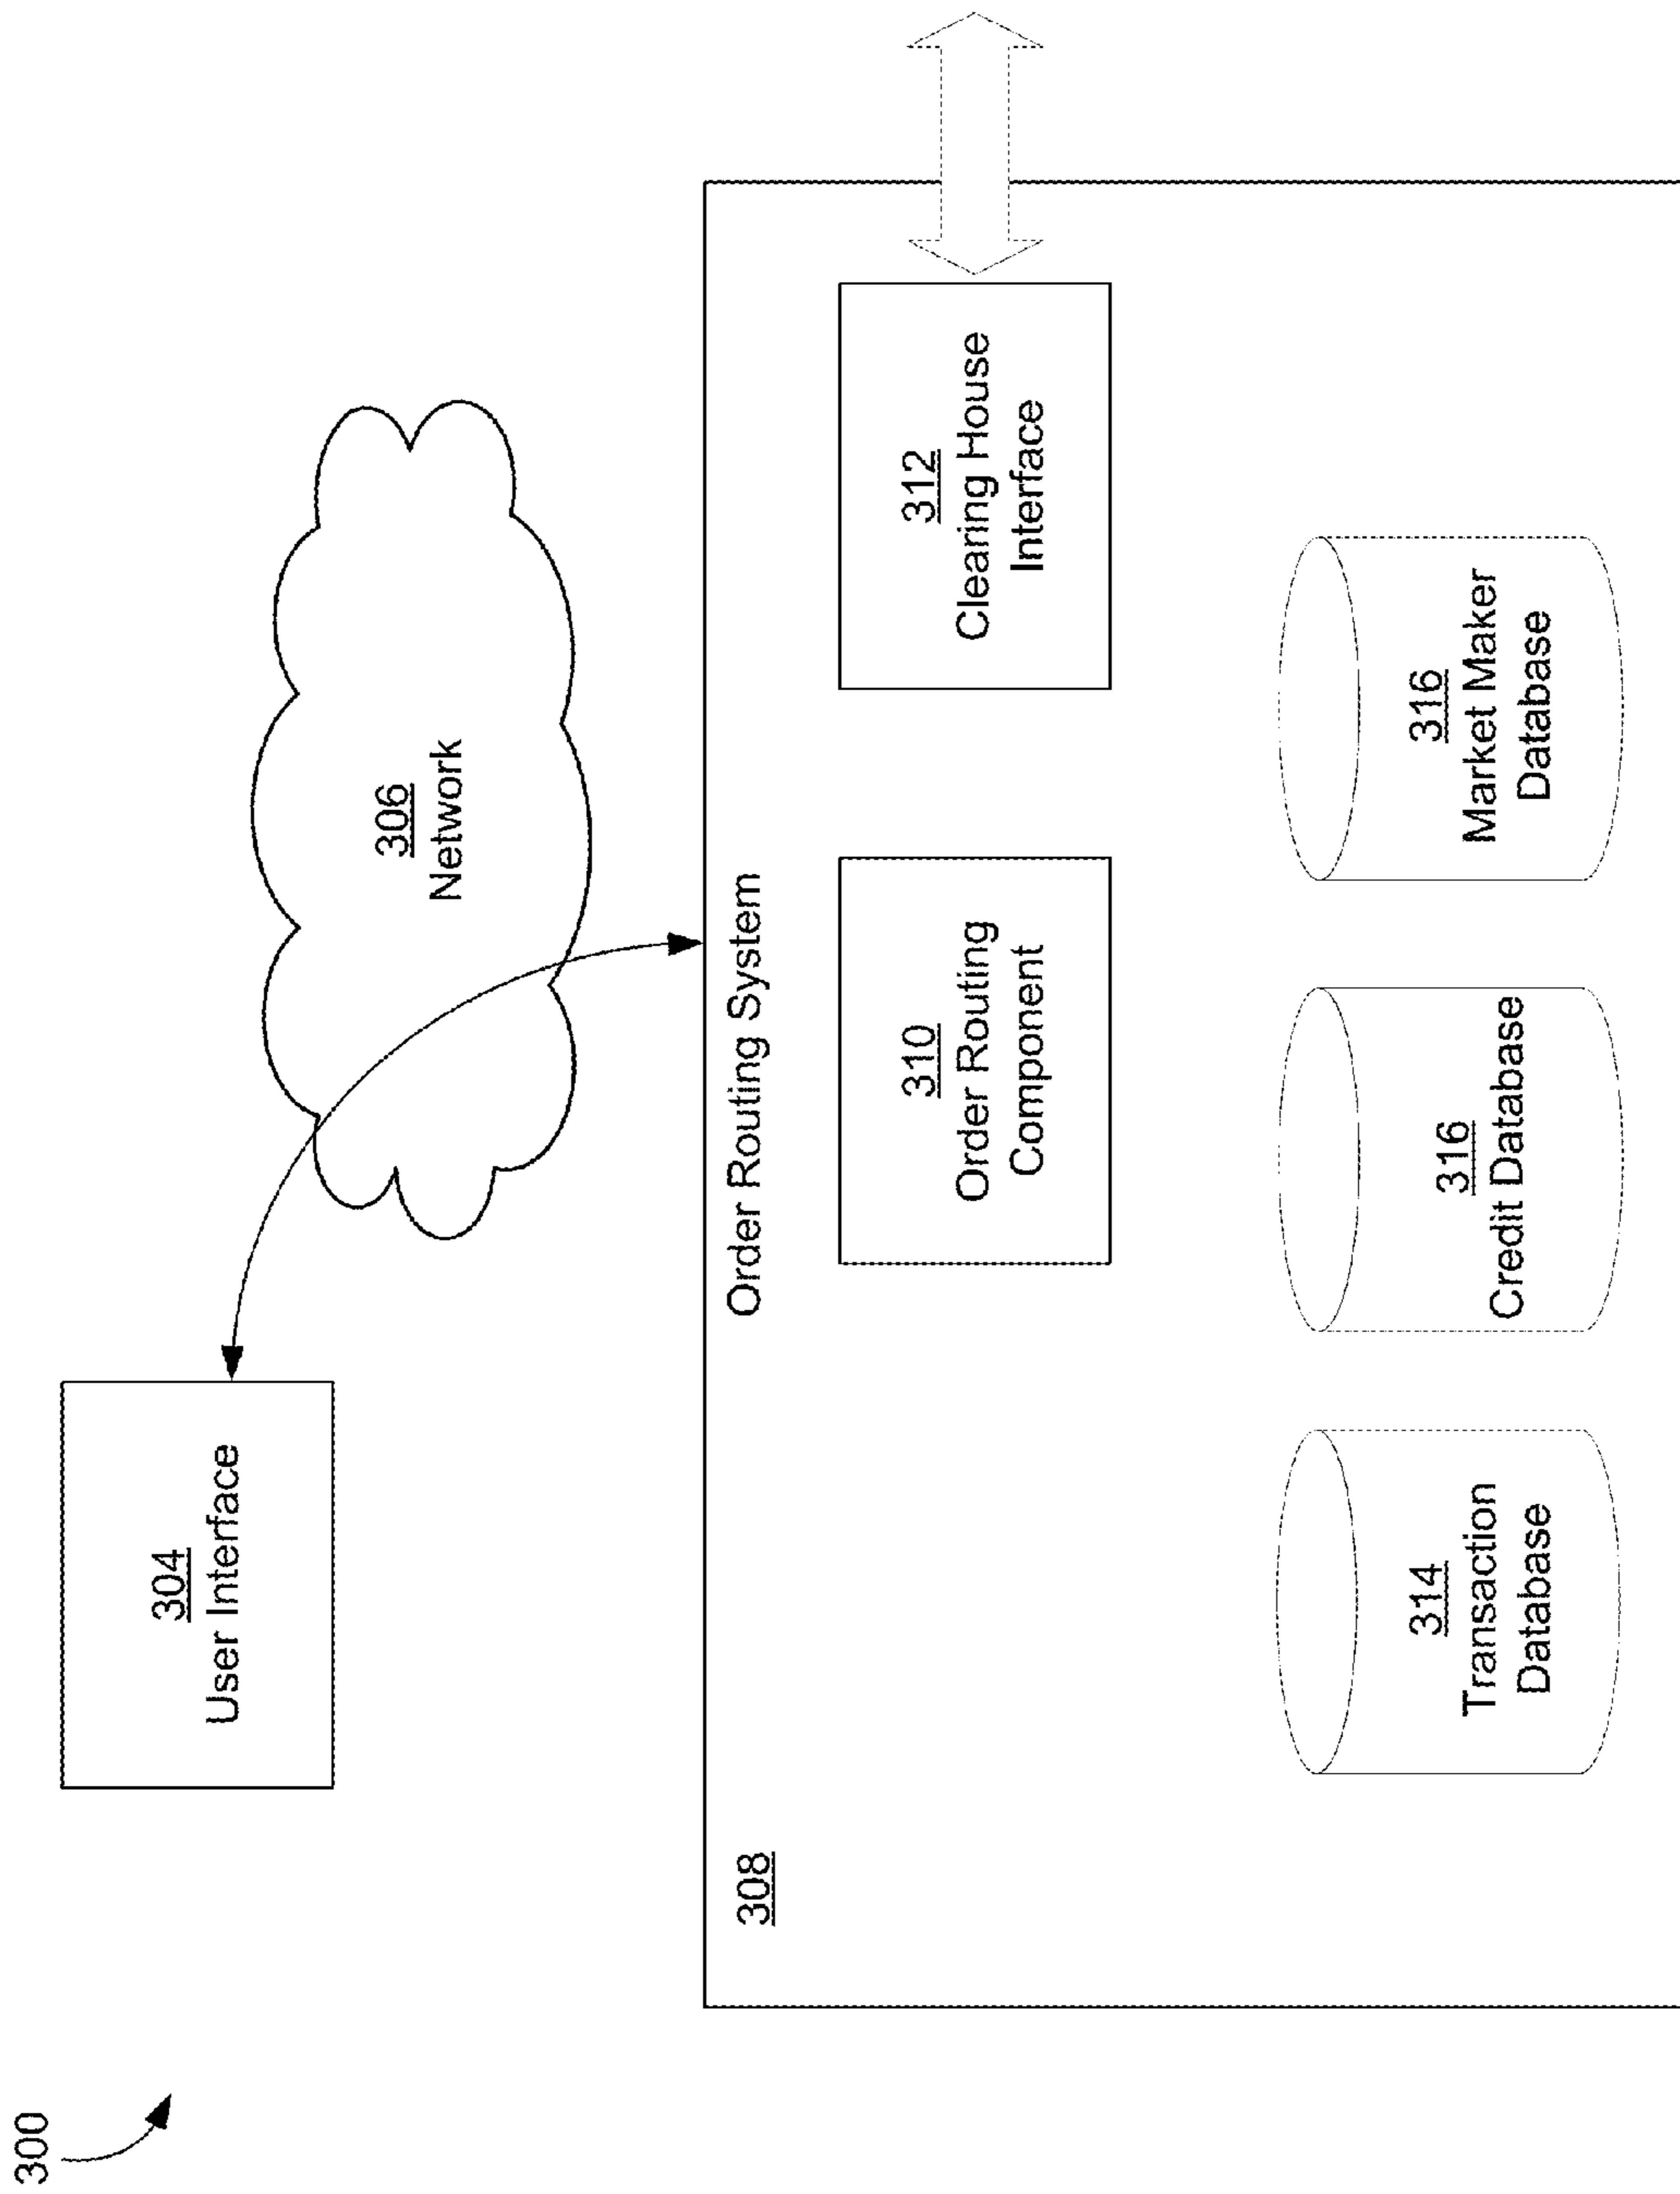 300
304
User Interface
306
Network
308
Order Routing System
310
Order Routing
Component
312
Clearing House
Interface
314
Transaction
Database
316
Credit Database
316
Market Maker
Database